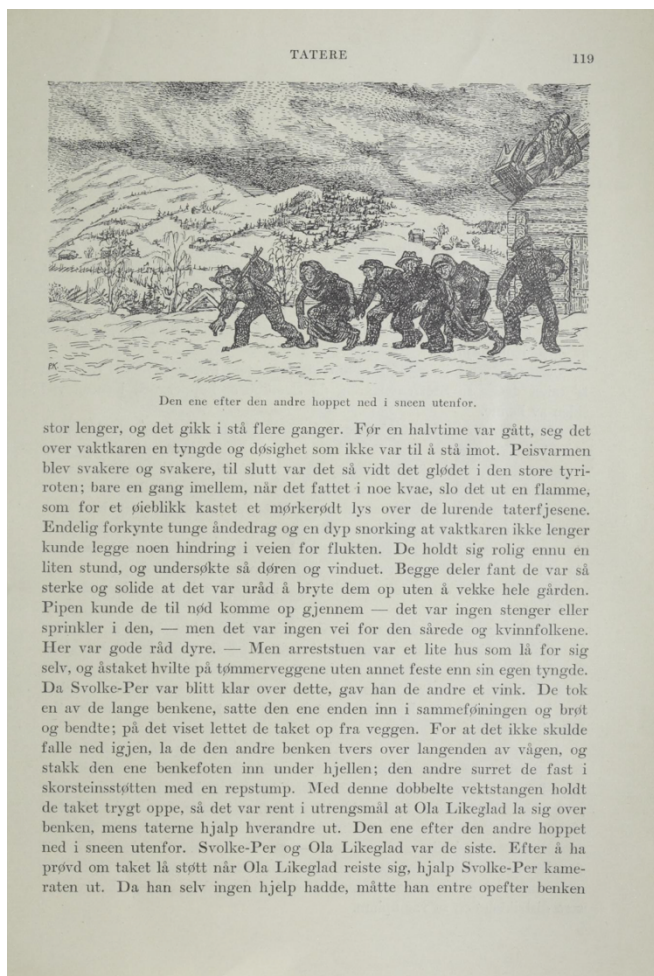 TATERE
119
PK
Den ene efter den andre hoppet ned i sneen utenfor.
stor lenger, og det gikk i stå flere ganger. Før en halvtime var gått, seg det
over vaktkaren en tyngde og døsighet som ikke var til å stå imot. Peisvarmen
blev svakere og svakere, til slutt var det så vidt det glødet i den store tyri-
roten; bare en gang imellem, når det fattet i noe kvae, slo det ut en flamme,
som for et øieblikk kastet et mørkerødt lys over de lurende taterfjesene.
Endelig forkynte tunge åndedrag og en dyp snorking at vaktkaren ikke lenger
kunde legge noen hindring i veien for flukten. De holdt sig rolig ennu en
liten stund, og undersøkte så døren og vinduet. Begge deler fant de var så
sterke og solide at det var uråd å bryte dem op uten å vekke hele gården.
Pipen kunde de til nød komme op gjennem — det var ingen stenger eller
sprinkler i den, — men det var ingen vei for den sårede og kvinnfolkene.
Her var gode råd dyre. — Men arreststuen var et lite hus som lå for sig
selv, og åstaket hvilte på tømmerveggene uten annet feste enn sin egen tyngde.
Da Svolke-Per var blitt klar over dette, gav han de andre et vink. De tok
en av de lange benkene, satte den ene enden inn i sammeføiningen og brøt
og bendte; på det viset lettet de taket op fra veggen. For at det ikke skulde
falle ned igjen, la de den andre benken tvers over langenden av vågen, og
stakk den ene benkefoten inn under hjellen; den andre surret de fast i
skorsteinsstøtten med en repstump. Med denne dobbelte vektstangen holdt
de taket trygt oppe, så det var rent i utrengsmål at Ola Likeglad la sig over
benken, mens taterne hjalp hverandre ut. Den ene efter den andre hoppet
ned i sneen utenfor. Svolke-Per og Ola Likeglad var de siste. Efter å ha
prøvd om taket lå støtt når Ola Likeglad reiste sig, hjalp Svolke-Per kame-
raten ut. Da han selv ingen hjelp hadde, måtte han entre opefter benken